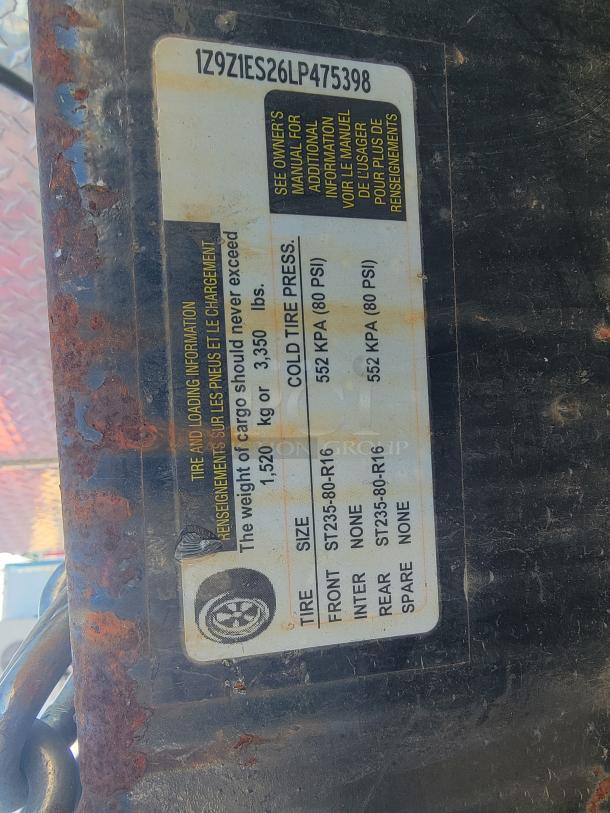 1Z9Z1ES26LP475398
TIRE AND LOADING INFORMATION
RENSEIGNEMENTS SUR LES PNEUS ET LE CHARGEMENT
SEE OWNER'S
MANUAL FOR
ADDITIONAL
INFORMATION
VOIR LE MANUEL
DE L'USAGER
POUR PLUS DE
RENSEIGNEMENTS
The weight of cargo should never exceed
1,520 kg or 3,350 lbs.
TIRE SIZE COLD TIRE PRESS.
FRONT ST235-80-R16 552 KPA (80 PSI)
INTER NONE
REAR ST235-80-R16 552 KPA (80 PSI)
SPARE NONE
GROUP